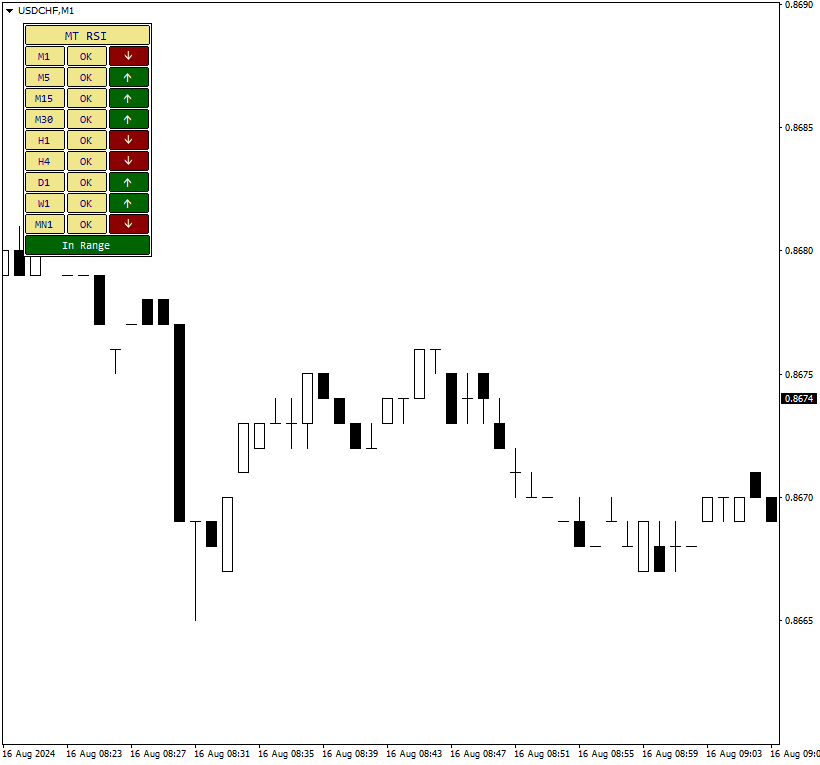 USDCHF,M1
MT RSI
M1 OK ↓
M5 OK ↑
M15 OK ↑
M30 OK ↑
H1 OK ↓
H4 OK ↓
D1 OK ↑
W1 OK ↑
MN1 OK ↓
In Range
0.8690
0.8685
0.8680
0.8675
0.8674
0.8670
0.8665
16 Aug 2024 16 Aug 08:23 16 Aug 08:27 16 Aug 08:31 16 Aug 08:35 16 Aug 08:39 16 Aug 08:43 16 Aug 08:47 16 Aug 08:51 16 Aug 08:55 16 Aug 08:59 16 Aug 09:03 16 Aug 09:0